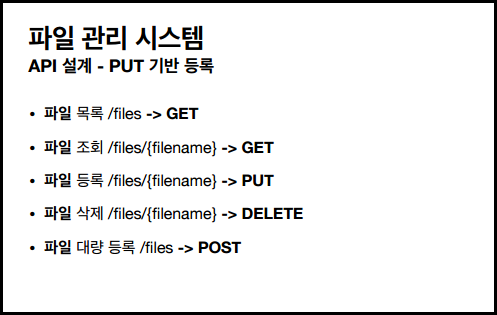 파일 관리 시스템
API 설계 - PUT 기반 등록
• 파일 목록 /files -> GET
• 파일 조회 /files/{filename} -> GET
• 파일 등록 /files/{filename} -> PUT
• 파일 삭제 /files/{filename} -> DELETE
• 파일 대량 등록 /files -> POST